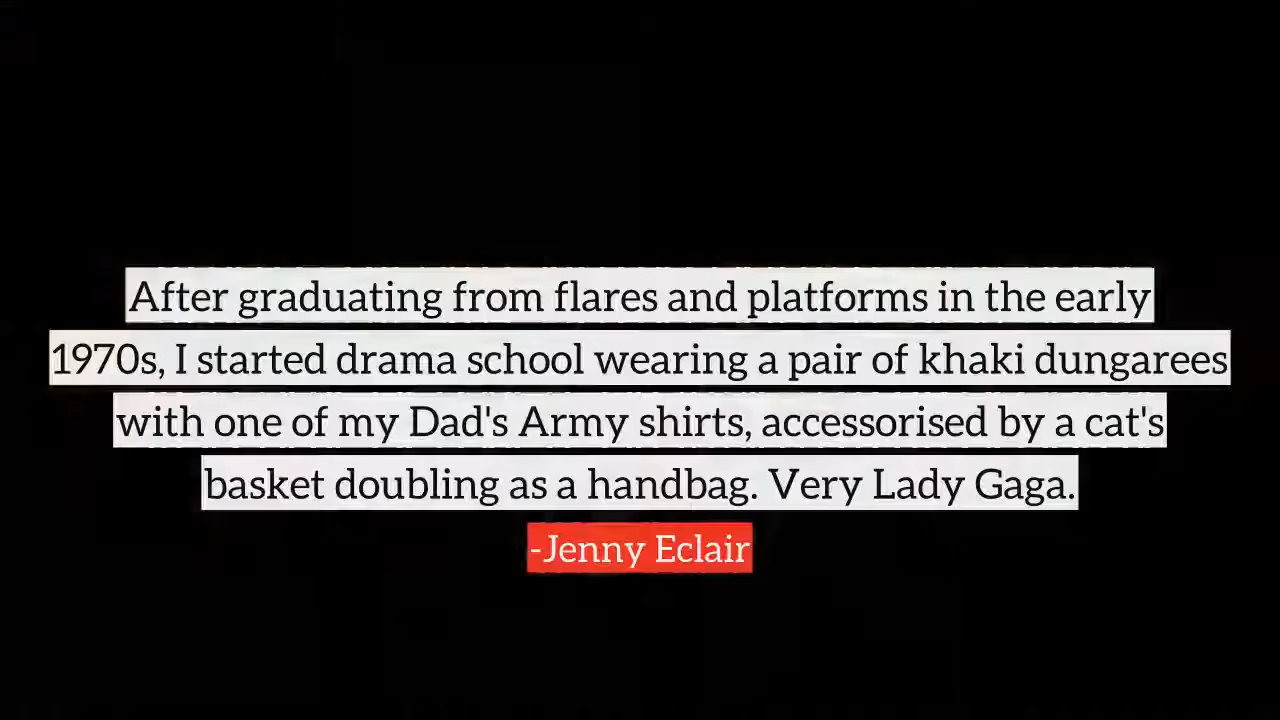 After graduating from flares and platforms in the early
1970s, I started drama school wearing a pair of khaki dungarees
with one of my Dad's Army shirts, accessorised by a cat's
basket doubling as a handbag. Very Lady Gaga.
-Jenny Eclair